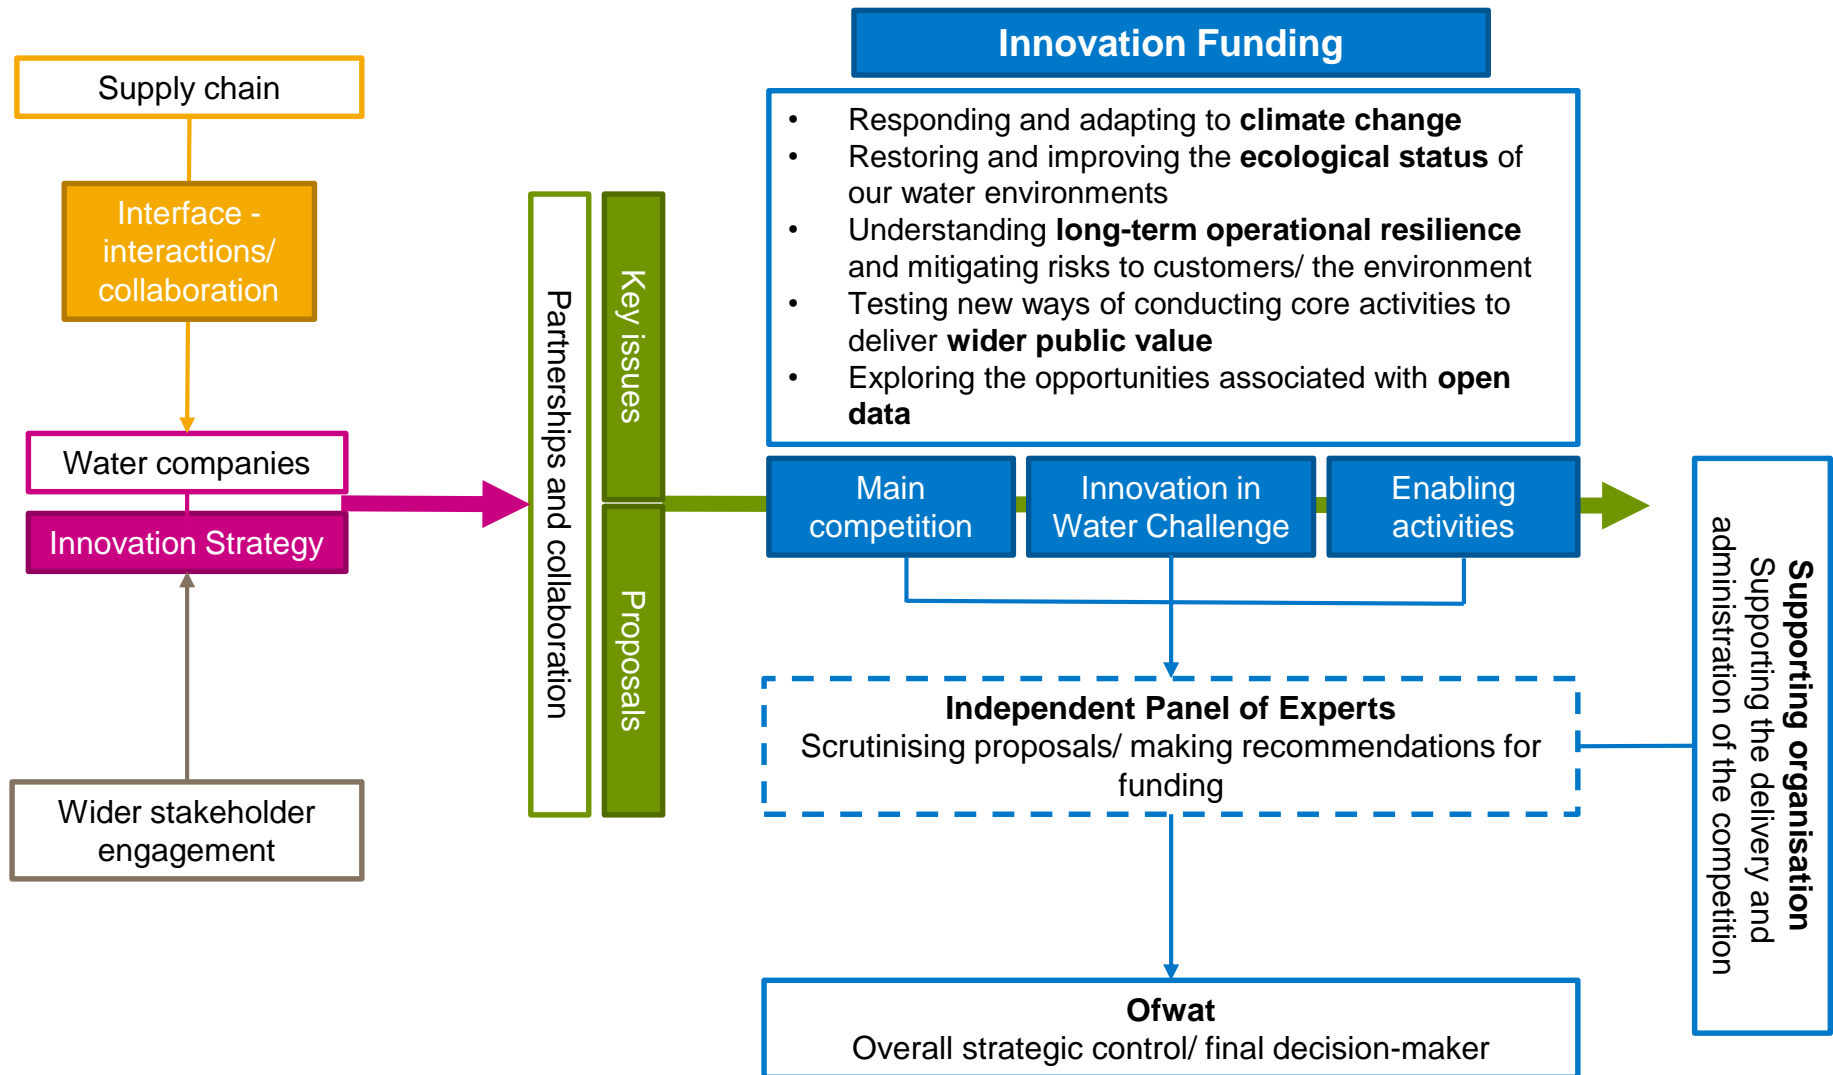 Innovation Funding
Supply chain
Interface -
interactions/
collaboration
Water companies
Innovation Strategy
Wider stakeholder
engagement
Partnerships and collaboration
Key issues
Proposals
• Responding and adapting to climate change
• Restoring and improving the ecological status of
our water environments
• Understanding long-term operational resilience
and mitigating risks to customers/ the environment
• Testing new ways of conducting core activities to
deliver wider public value
• Exploring the opportunities associated with open
data
Main
competition
Innovation in
Water Challenge
Enabling
activities
Independent Panel of Experts
Scrutinising proposals/ making recommendations for
funding
Ofwat
Overall strategic control/ final decision-maker
Supporting organisation
Supporting the delivery and
administration of the competition